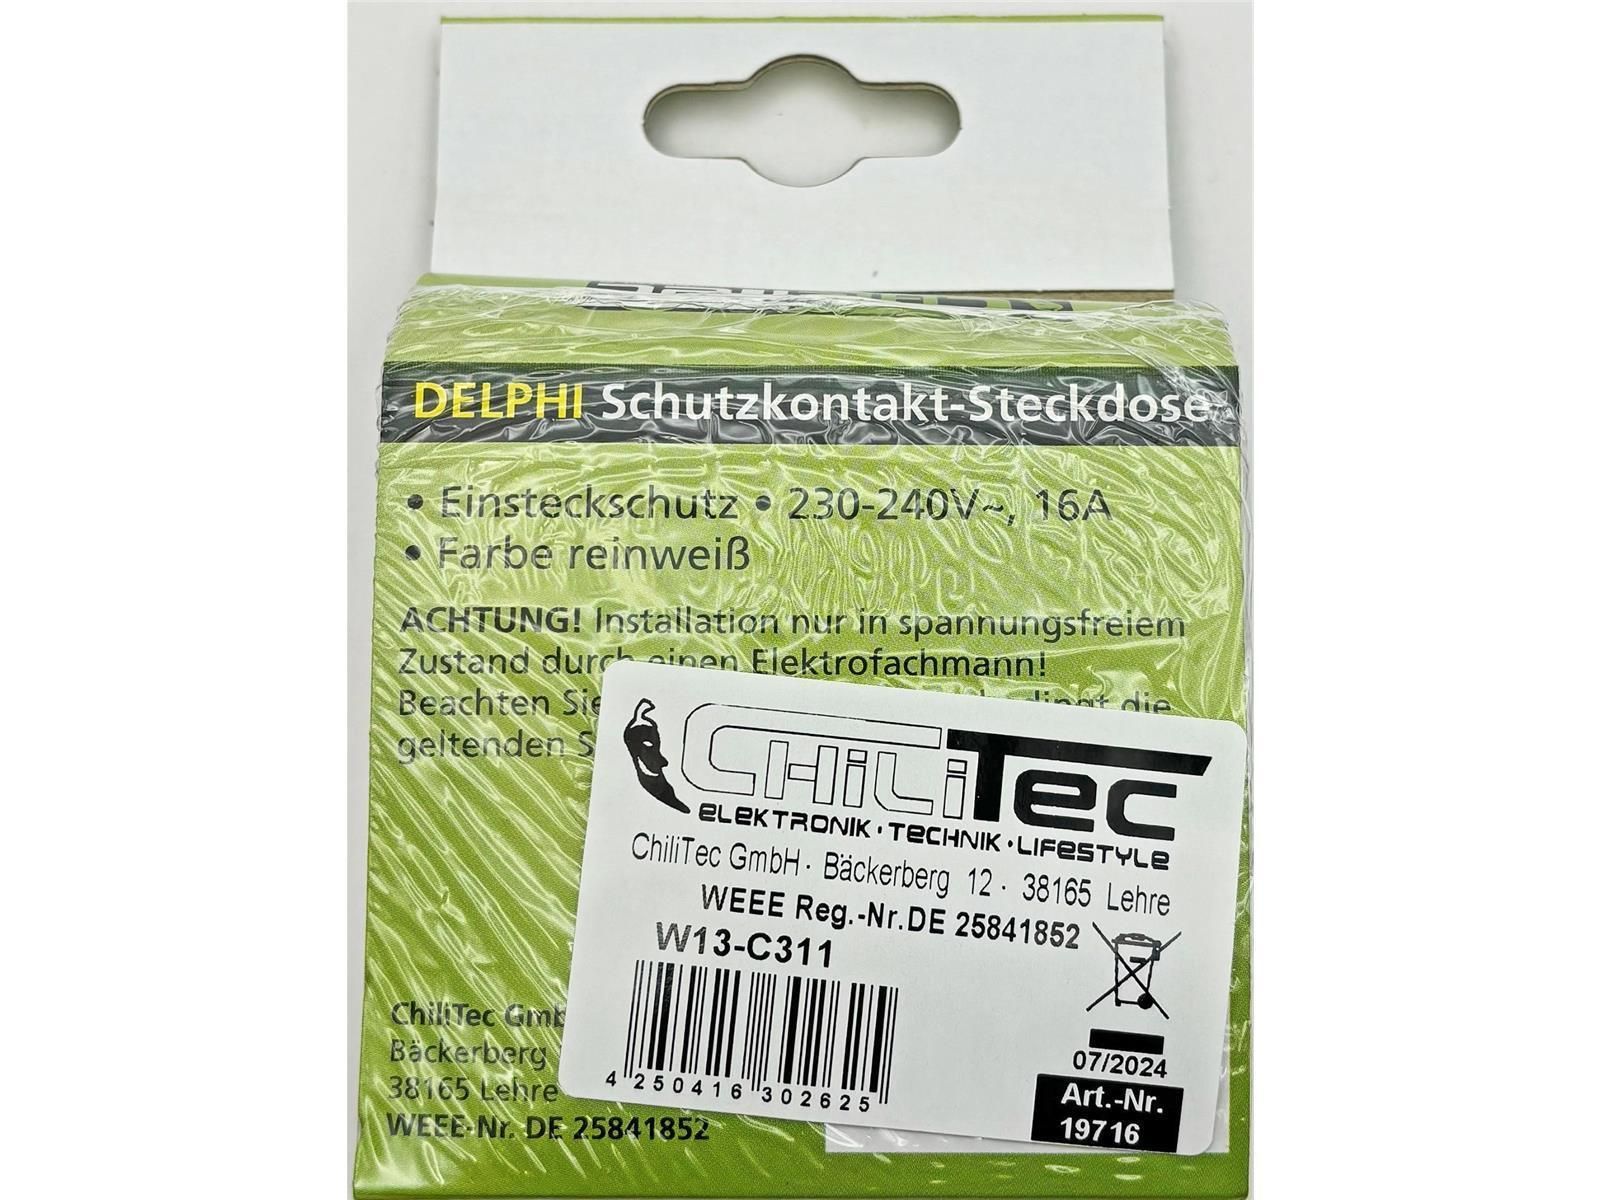 DELPHI Schutzkontakt-Steckdose
• Einsteckschutz • 230-240V~, 16A
• Farbe reinweiß
ACHTUNG! Installation nur in spannungsfreiem
Zustand durch einen Elektrofachmann!
Beachten Sie die
geltenden
CHiLiTec
eLeKTRONIK · TeCHNIK · LIFeSTYLe
ChiliTec GmbH · Bäckerberg 12 · 38165 Lehre
WEEE Reg.-Nr.DE 25841852
W13-C311
4 250416 302625
07/2024
Art.-Nr.
19716
ChiliTec
Bäckerberg
38165 Lehre
WEEE-Nr. DE 25841852